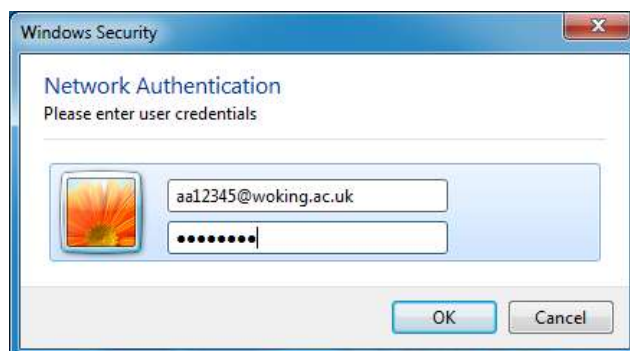 Windows Security
Network Authentication
Please enter user credentials
aa12345@woking.ac.uk
••••••••
OK
Cancel